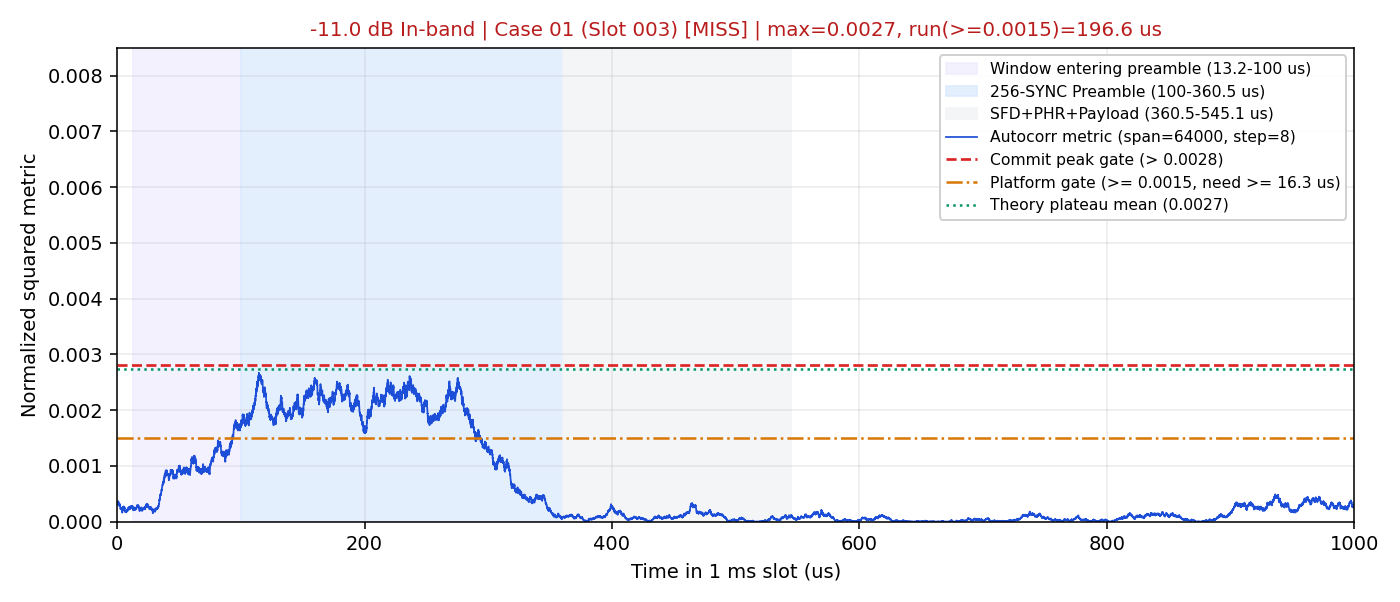 -11.0 dB In-band | Case 01 (Slot 003) [MISS] | max=0.0027, run(>=0.0015)=196.6 us
Normalized squared metric
0.008
0.007
0.006
0.005
0.004
0.003
0.002
0.001
0.000
Window entering preamble (13.2-100 us)
256-SYNC Preamble (100-360.5 us)
SFD+PHR+Payload (360.5-545.1 us)
Autocorr metric (span=64000, step=8)
Commit peak gate (> 0.0028)
Platform gate (>= 0.0015, need >= 16.3 us)
Theory plateau mean (0.0027)
0 200 400 600 800 1000
Time in 1 ms slot (us)